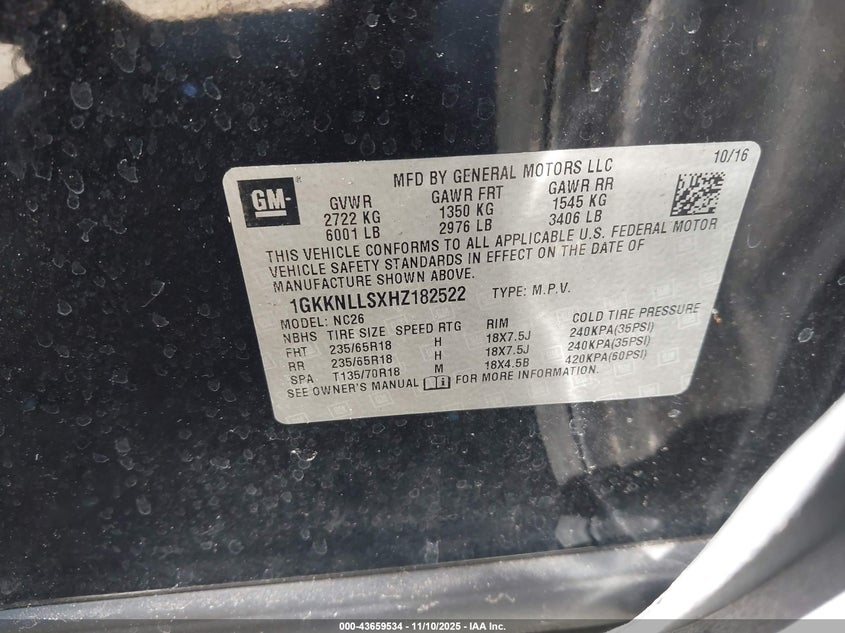 GM
®
MFD BY GENERAL MOTORS LLC
10/16
GVWR GAWR FRT GAWR RR
2722 KG 1350 KG 1545 KG
6001 LB 2976 LB 3406 LB
THIS VEHICLE CONFORMS TO ALL APPLICABLE U.S. FEDERAL MOTOR
VEHICLE SAFETY STANDARDS IN EFFECT ON THE DATE OF
MANUFACTURE SHOWN ABOVE.
1GKKNLLSXHZ182522 TYPE: M.P.V.
MODEL: NC26
NBHS TIRE SIZE SPEED RTG RIM COLD TIRE PRESSURE
FHT 235/65R18 H 18X7.5J 240KPA(35PSI)
RR 235/65R18 H 18X7.5J 240KPA(35PSI)
SPA T135/70R18 M 18X4.5B 420KPA(60PSI)
SEE OWNER'S MANUAL FOR MORE INFORMATION.
000-43659534 - 11/10/2025 - IAA Inc.